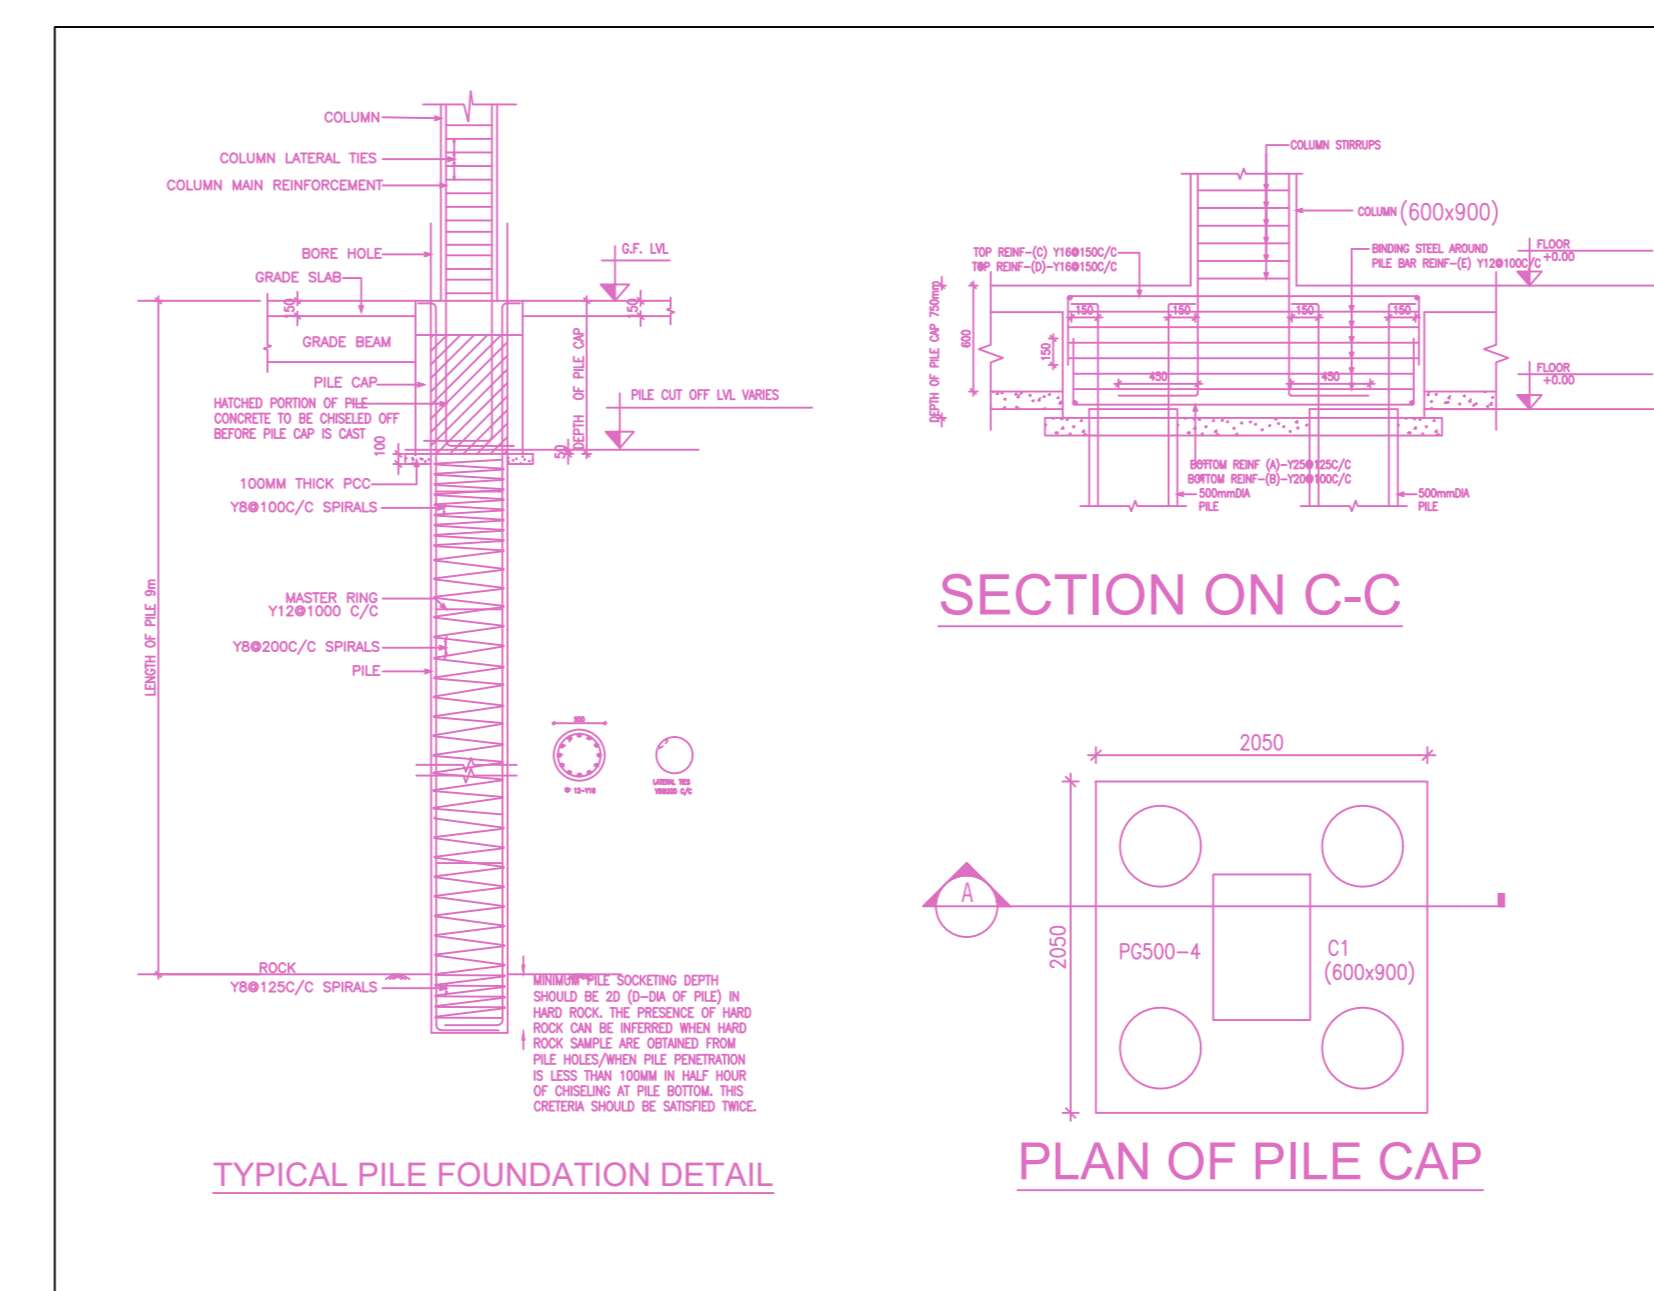 COLUMN
COLUMN LATERAL TIES
COLUMN MAIN REINFORCEMENT
BORE HOLE
GRADE SLAB
G.F. LVL
150
150
GRADE BEAM
PILE CAP
DEPTH OF PILE CAP
HATCHED PORTION OF PILE
CONCRETE TO BE CHISELED OFF
BEFORE PILE CAP IS CAST
PILE CUT OFF LVL VARIES
100
50
100MM THICK PCC
Y8@100C/C SPIRALS
LENGTH OF PILE 9m
MASTER RING
Y12@1000 C/C
Y8@200C/C SPIRALS
PILE
LATERAL TIES
ROCK
Y8@125C/C SPIRALS
MINIMUM PILE SOCKETING DEPTH
SHOULD BE 2D (D-DIA OF PILE) IN
HARD ROCK. THE PRESENCE OF HARD
ROCK CAN BE INFERRED WHEN HARD
ROCK SAMPLE ARE OBTAINED FROM
PILE HOLES/WHEN PILE PENETRATION
IS LESS THAN 100MM IN HALF HOUR
OF CHISELING AT PILE BOTTOM. THIS
CRETERIA SHOULD BE SATISFIED TWICE.
TYPICAL PILE FOUNDATION DETAIL
COLUMN STIRRUPS
COLUMN (600x900)
TOP REINF-(C) Y16@150C/C
TOP REINF-(D)-Y16@150C/C
BINDING STEEL AROUND
PILE BAR REINF-(E) Y12@100C/C
FLOOR
+0.00
DEPTH OF PILE CAP 750mm
600
150
150
150
150
150
450
450
FLOOR
+0.00
BOTTOM REINF (A)-Y25@125C/C
BOTTOM REINF-(B)-Y20@100C/C
500mmDIA
PILE
500mmDIA
PILE
SECTION ON C-C
2050
2050
A
PG500-4
C1
(600x900)
PLAN OF PILE CAP